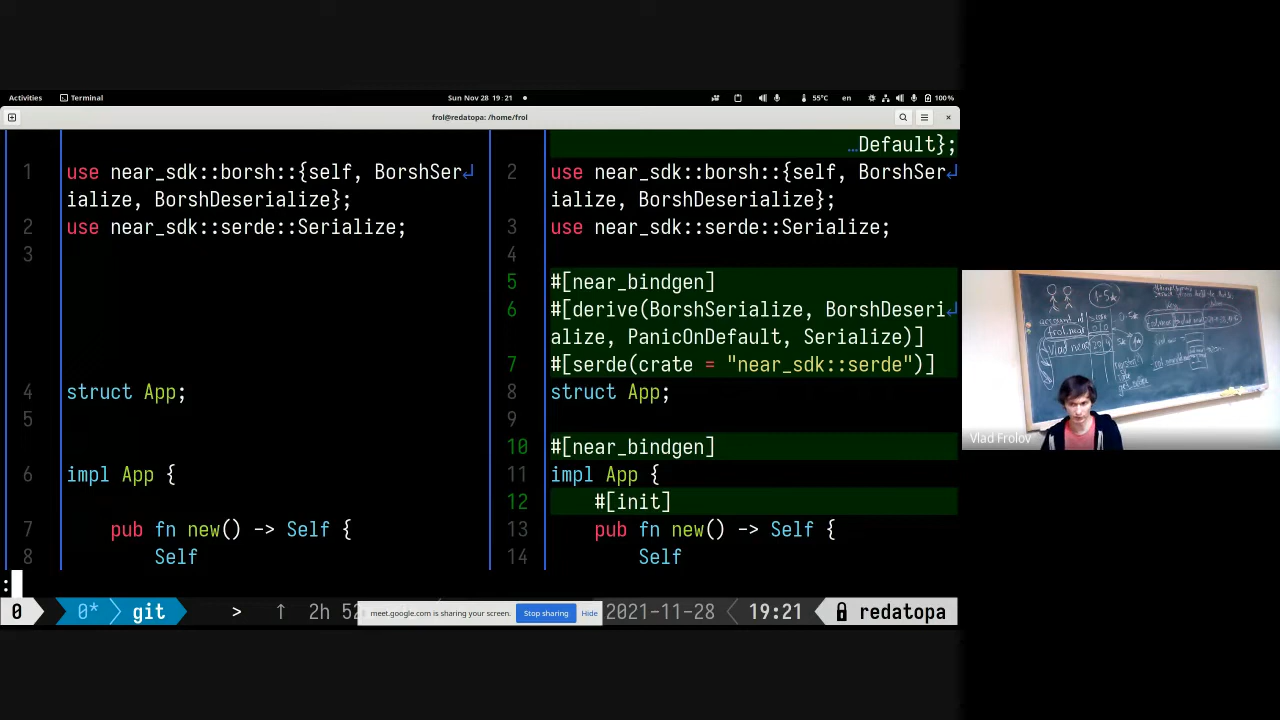 Activities Terminal Sun Nov 28 19:21 55°C en 100%
frol@redatopa: /home/frol
…Default};
1 use near_sdk::borsh::{self, BorshSer↵
ialize, BorshDeserialize};
2 use near_sdk::serde::Serialize;
3
4 struct App;
5
6 impl App {
7 pub fn new() -> Self {
8 Self
2 use near_sdk::borsh::{self, BorshSer↵
ialize, BorshDeserialize};
3 use near_sdk::serde::Serialize;
4
5 #[near_bindgen]
6 #[derive(BorshSerialize, BorshDeseri↵
alize, PanicOnDefault, Serialize)]
7 #[serde(crate = "near_sdk::serde")]
8 struct App;
9
10 #[near_bindgen]
11 impl App {
12 #[init]
13 pub fn new() -> Self {
14 Self
:
0 0* git > ↑ 2h 52 2021-11-28 19:21 redatopa
meet.google.com is sharing your screen. Stop sharing Hide
account_id
Vlad near
Vlad Frolov